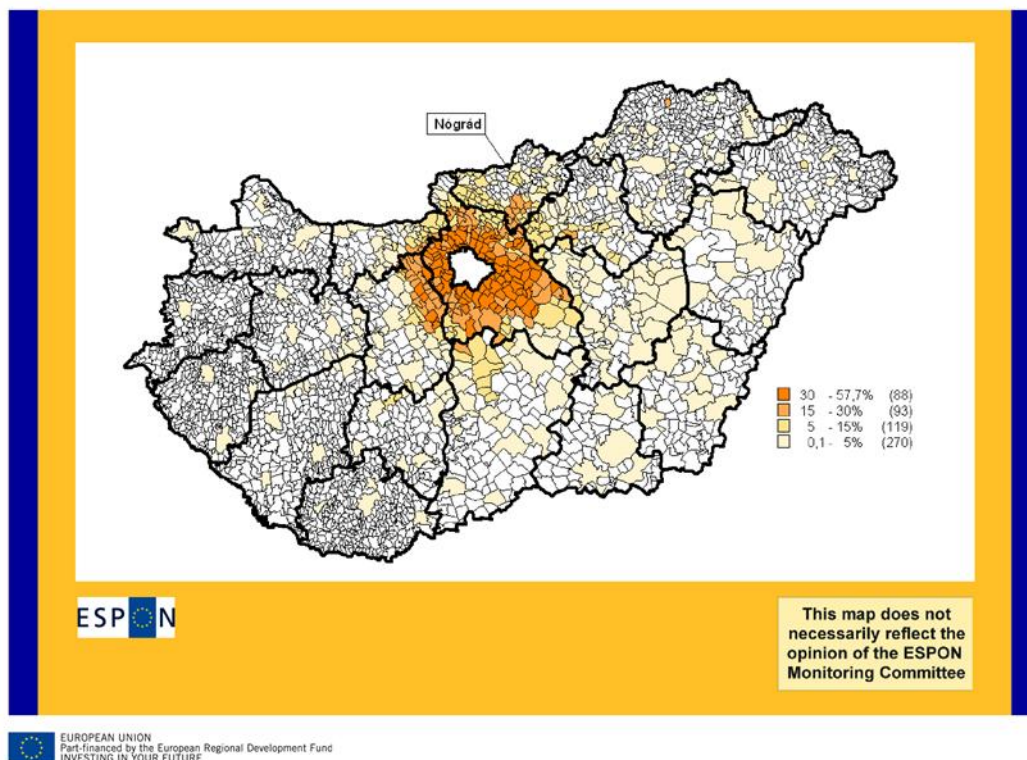 Nógrád
30 - 57,7% (88)
15 - 30% (93)
5 - 15% (119)
0,1 - 5% (270)
ESPON
This map does not
necessarily reflect the
opinion of the ESPON
Monitoring Committee
EUROPEAN UNION
Part-financed by the European Regional Development Fund
INVESTING IN YOUR FUTURE